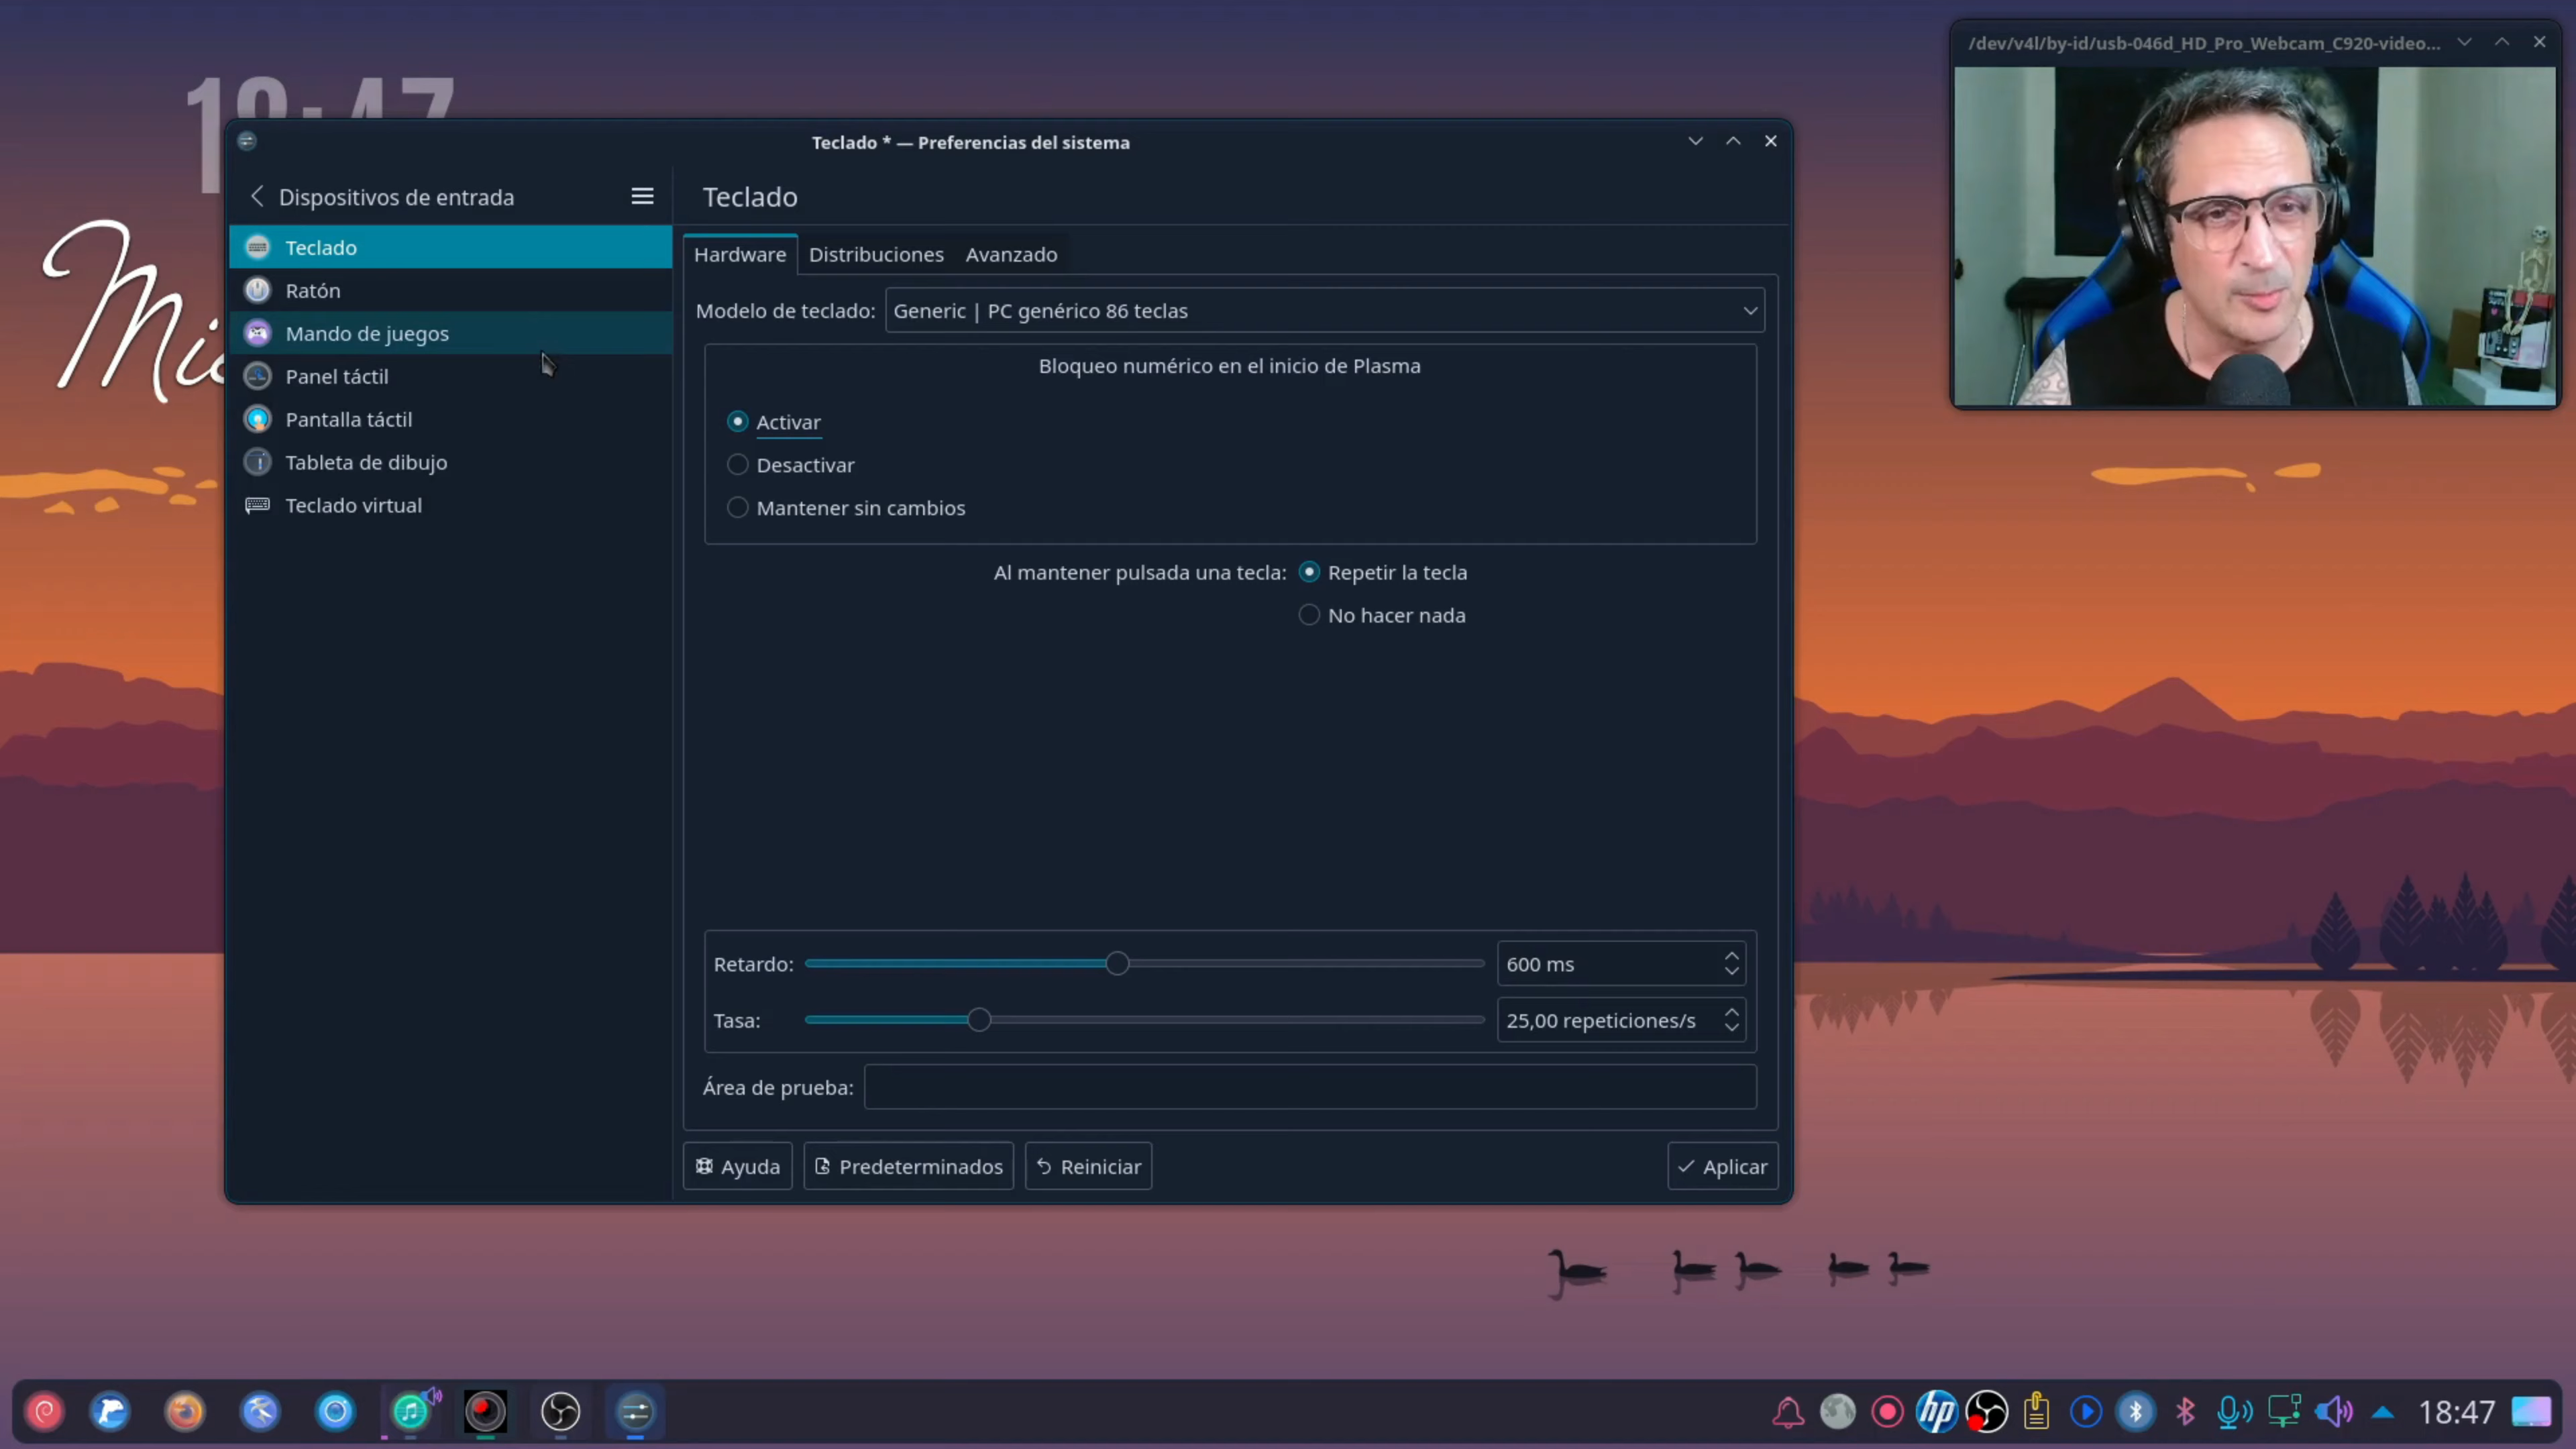 /dev/v4l/by-id/usb-046d_HD_Pro_Webcam_C920-video...
Teclado * — Preferencias del sistema
Dispositivos de entrada
Teclado
Ratón
Mando de juegos
Panel táctil
Pantalla táctil
Tableta de dibujo
Teclado virtual
Teclado
Hardware Distribuciones Avanzado
Modelo de teclado: Generic | PC genérico 86 teclas
Bloqueo numérico en el inicio de Plasma
Activar
Desactivar
Mantener sin cambios
Al mantener pulsada una tecla: Repetir la tecla
No hacer nada
Retardo: 600 ms
Tasa: 25,00 repeticiones/s
Área de prueba:
Ayuda Predeterminados Reiniciar Aplicar
hp
18:47